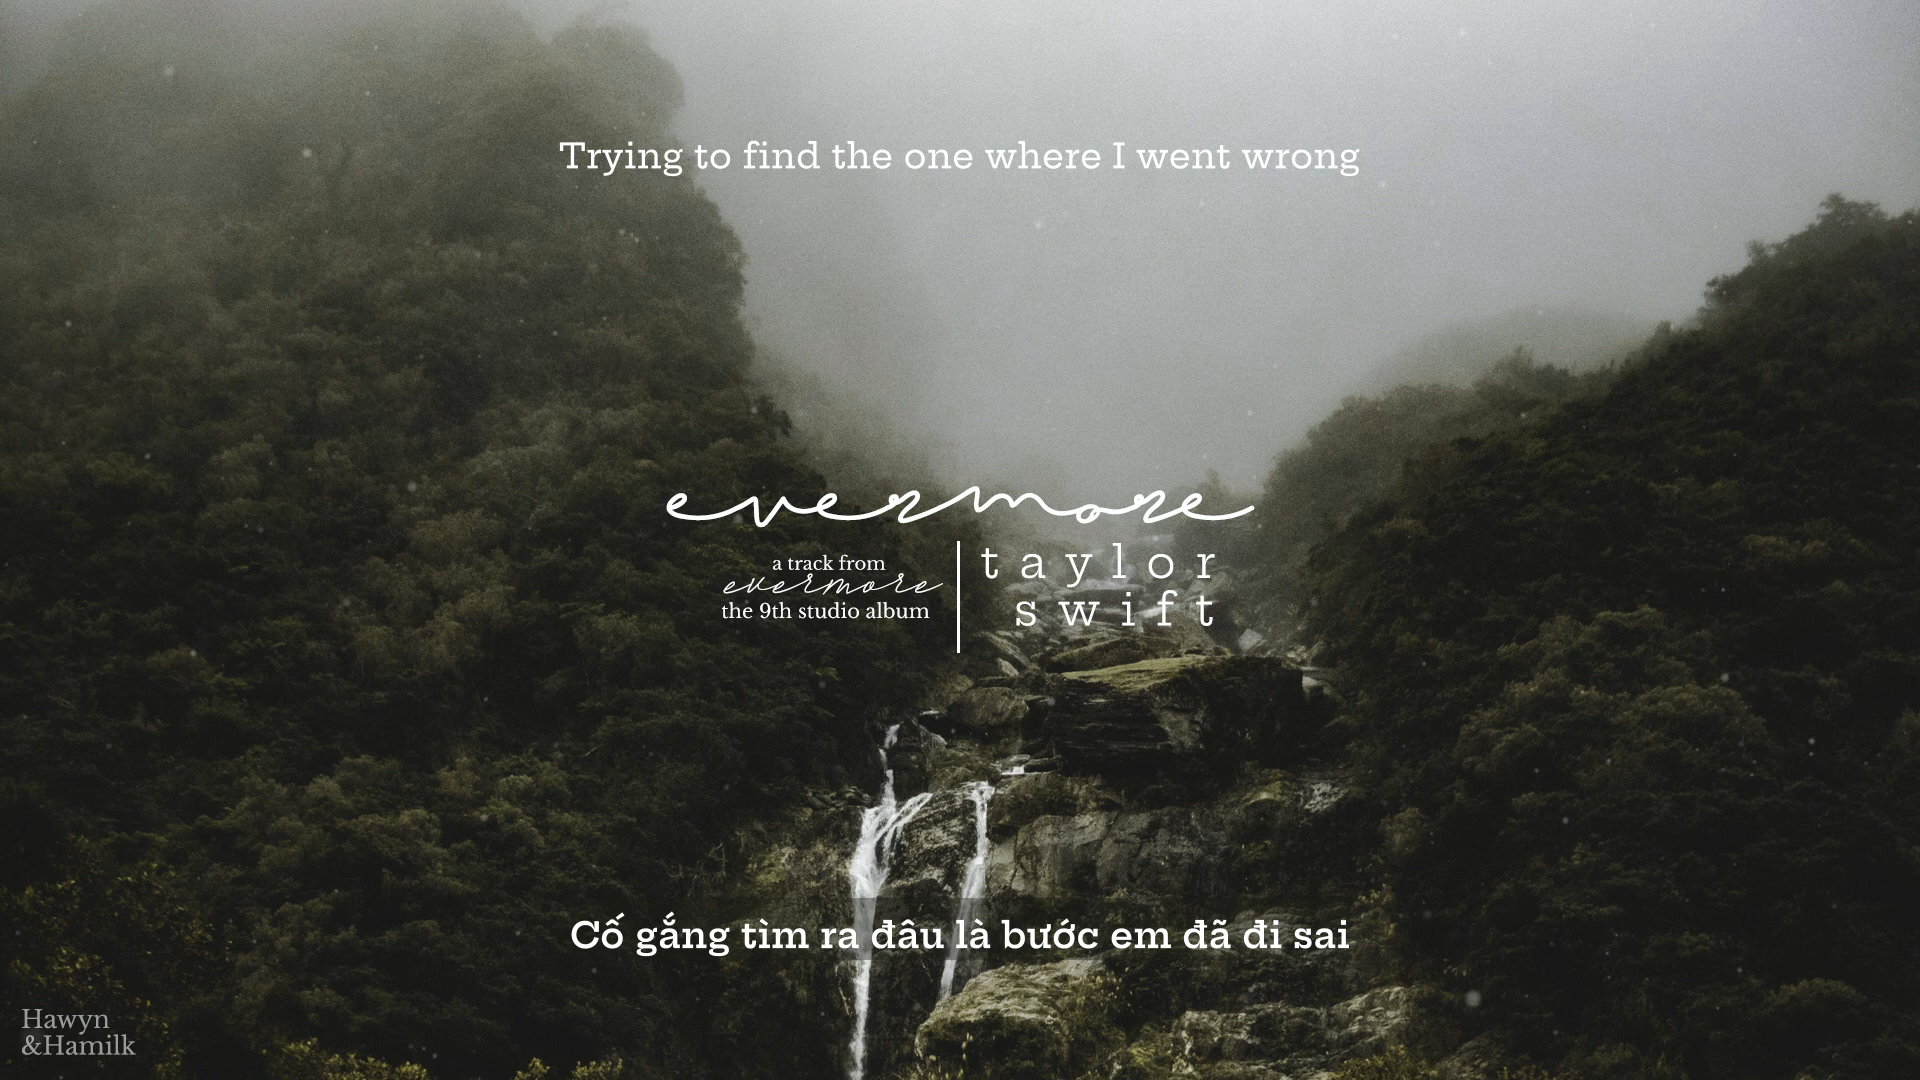 Trying to find the one where I went wrong
evermore
a track from
evermore
the 9th studio album
taylor
swift
Cố gắng tìm ra đâu là bước em đã đi sai
Hawyn
&Hamilk